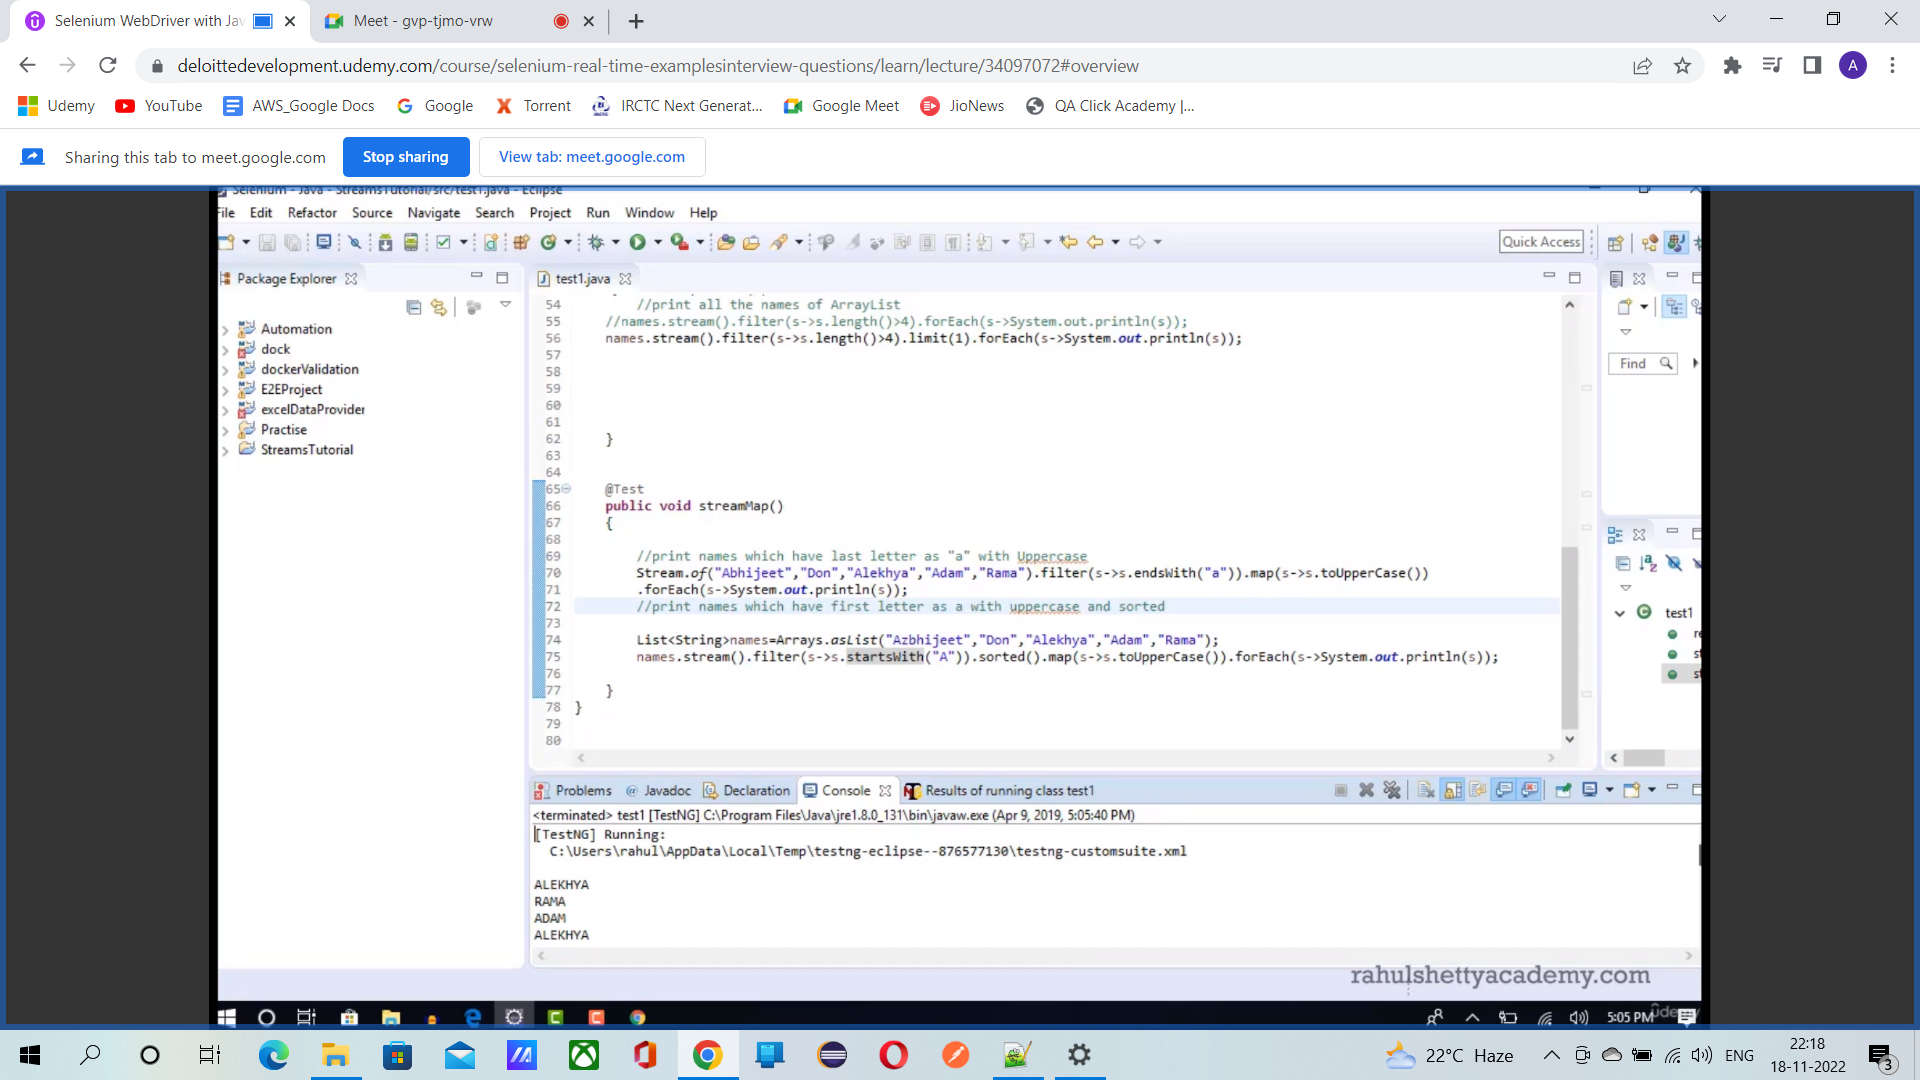 Selenium WebDriver with Jav
Meet - gvp-tjmo-vrw
deloittedevelopment.udemy.com/course/selenium-real-time-examplesinterview-questions/learn/lecture/34097072#overview
A
Udemy YouTube AWS_Google Docs Google Torrent IRCTC Next Generat... Google Meet JioNews QA Click Academy |...
Sharing this tab to meet.google.com Stop sharing View tab: meet.google.com
Selenium - Java - StreamsTutorial/src/test1.java - Eclipse
File Edit Refactor Source Navigate Search Project Run Window Help
Quick Access
Package Explorer
test1.java
Automation
dock
dockerValidation
E2EProject
excelDataProvider
Practise
StreamsTutorial
54 //print all the names of ArrayList
55 //names.stream().filter(s->s.length()>4).forEach(s->System.out.println(s));
56 names.stream().filter(s->s.length()>4).limit(1).forEach(s->System.out.println(s));
57
58
59
60
61
62 }
63
64
65 @Test
66 public void streamMap()
67 {
68
69 //print names which have last letter as "a" with Uppercase
70 Stream.of("Abhijeet","Don","Alekhya","Adam","Rama").filter(s->s.endsWith("a")).map(s->s.toUpperCase())
71 .forEach(s->System.out.println(s));
72 //print names which have first letter as a with uppercase and sorted
73
74 List<String>names=Arrays.asList("Azbhijeet","Don","Alekhya","Adam","Rama");
75 names.stream().filter(s->s.startsWith("A")).sorted().map(s->s.toUpperCase()).forEach(s->System.out.println(s));
76
77 }
78 }
79
80
Find
test1
Problems @ Javadoc Declaration Console Results of running class test1
<terminated> test1 [TestNG] C:\Program Files\Java\jre1.8.0_131\bin\javaw.exe (Apr 9, 2019, 5:05:40 PM)
[TestNG] Running:
C:\Users\rahul\AppData\Local\Temp\testng-eclipse--876577130\testng-customsuite.xml
ALEKHYA
RAMA
ADAM
ALEKHYA
rahulshettyacademy.com
5:05 PM
22°C Haze
ENG
22:18
18-11-2022
3